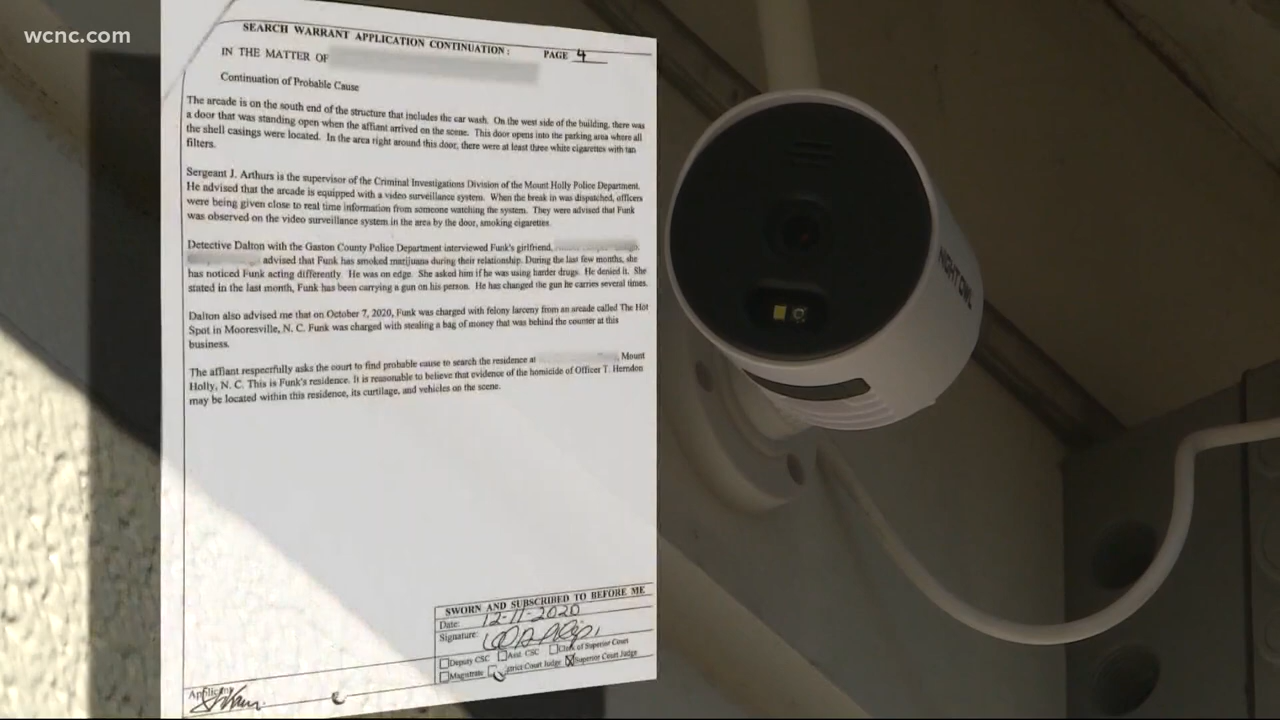 wcnc.com
SEARCH WARRANT APPLICATION CONTINUATION:
PAGE 4
IN THE MATTER OF
Continuation of Probable Cause
The arcade is on the south end of the structure that includes the car wash. On the west side of the building, there was
a door that was standing open when the affiant arrived on the scene. This door opens into the parking area where all
the shell casings were located. In the area right around this door, there were at least three white cigarettes with tan
filters.
Sergeant J. Arthurs is the supervisor of the Criminal Investigations Division of the Mount Holly Police Department.
He advised that the arcade is equipped with a video surveillance system. When the break in was dispatched, officers
were being given close to real time information from someone watching the system. They were advised that Funk
was observed on the video surveillance system in the area by the door, smoking cigarettes.
Detective Dalton with the Gaston County Police Department interviewed Funk's girlfriend,
advised that Funk has smoked marijuana during their relationship. During the last few months, she
has noticed Funk acting differently. He was on edge. She asked him if he was using harder drugs. He denied it. She
stated in the last month, Funk has been carrying a gun on his person. He has changed the gun he carries several times.
Dalton also advised me that on October 7, 2020, Funk was charged with felony larceny from an arcade called The Hot
Spot in Mooresville, N. C. Funk was charged with stealing a bag of money that was behind the counter at this
business.
The affiant respectfully asks the court to find probable cause to search the residence at , Mount
Holly, N. C. This is Funk's residence. It is reasonable to believe that evidence of the homicide of Officer T. Herndon
may be located within this residence, its curtilage, and vehicles on the scene.
SWORN AND SUBSCRIBED TO BEFORE ME
Date: 12-11-2020
Signature:
Deputy CSC Asst. CSC Clerk of Superior Court
Magistrate strict Court Judge Superior Court Judge
NIGHT OWL